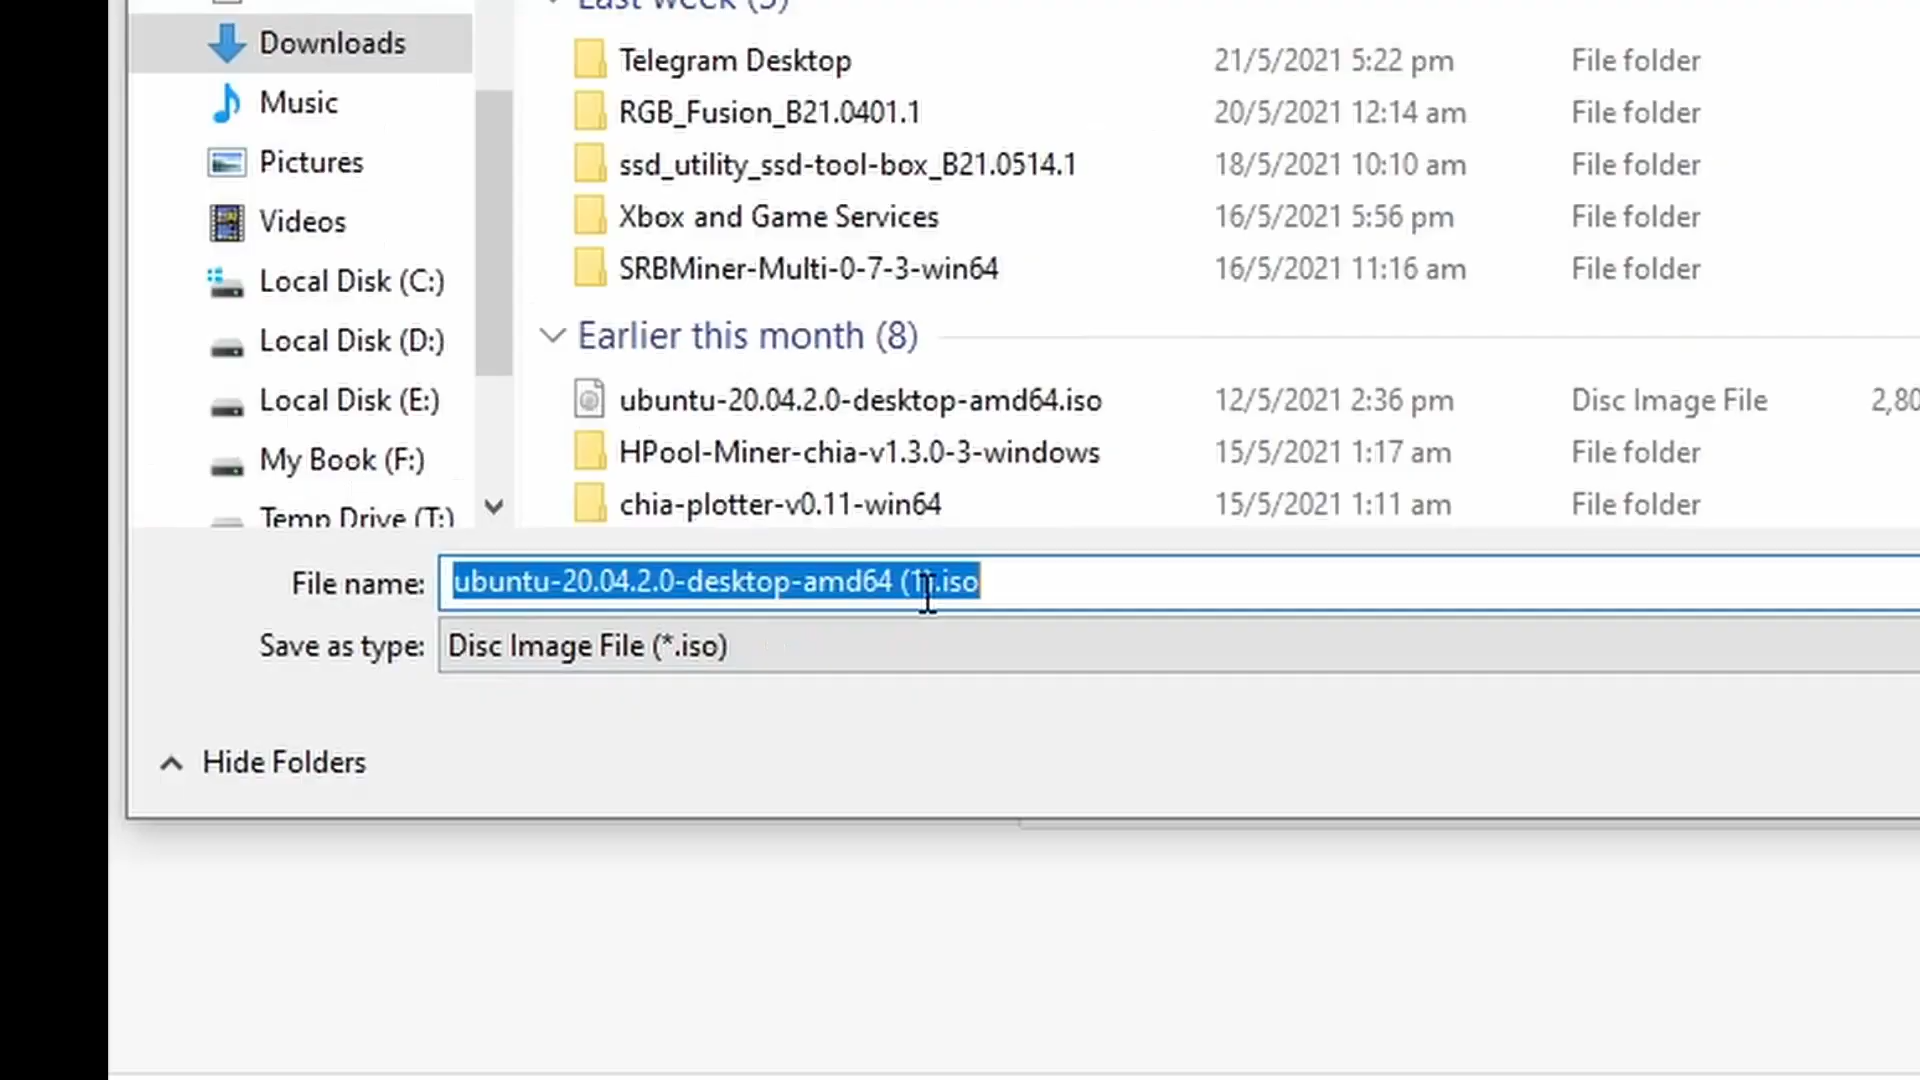 Last week (5)
Downloads
Telegram Desktop 21/5/2021 5:22 pm File folder
Music
RGB_Fusion_B21.0401.1 20/5/2021 12:14 am File folder
Pictures
ssd_utility_ssd-tool-box_B21.0514.1 18/5/2021 10:10 am File folder
Videos
Xbox and Game Services 16/5/2021 5:56 pm File folder
Local Disk (C:)
SRBMiner-Multi-0-7-3-win64 16/5/2021 11:16 am File folder
Local Disk (D:)
Earlier this month (8)
Local Disk (E:)
ubuntu-20.04.2.0-desktop-amd64.iso 12/5/2021 2:36 pm Disc Image File 2,80
My Book (F:)
HPool-Miner-chia-v1.3.0-3-windows 15/5/2021 1:17 am File folder
Temp Drive (T:)
chia-plotter-v0.11-win64 15/5/2021 1:11 am File folder
File name: ubuntu-20.04.2.0-desktop-amd64 (1).iso
Save as type: Disc Image File (*.iso)
Hide Folders